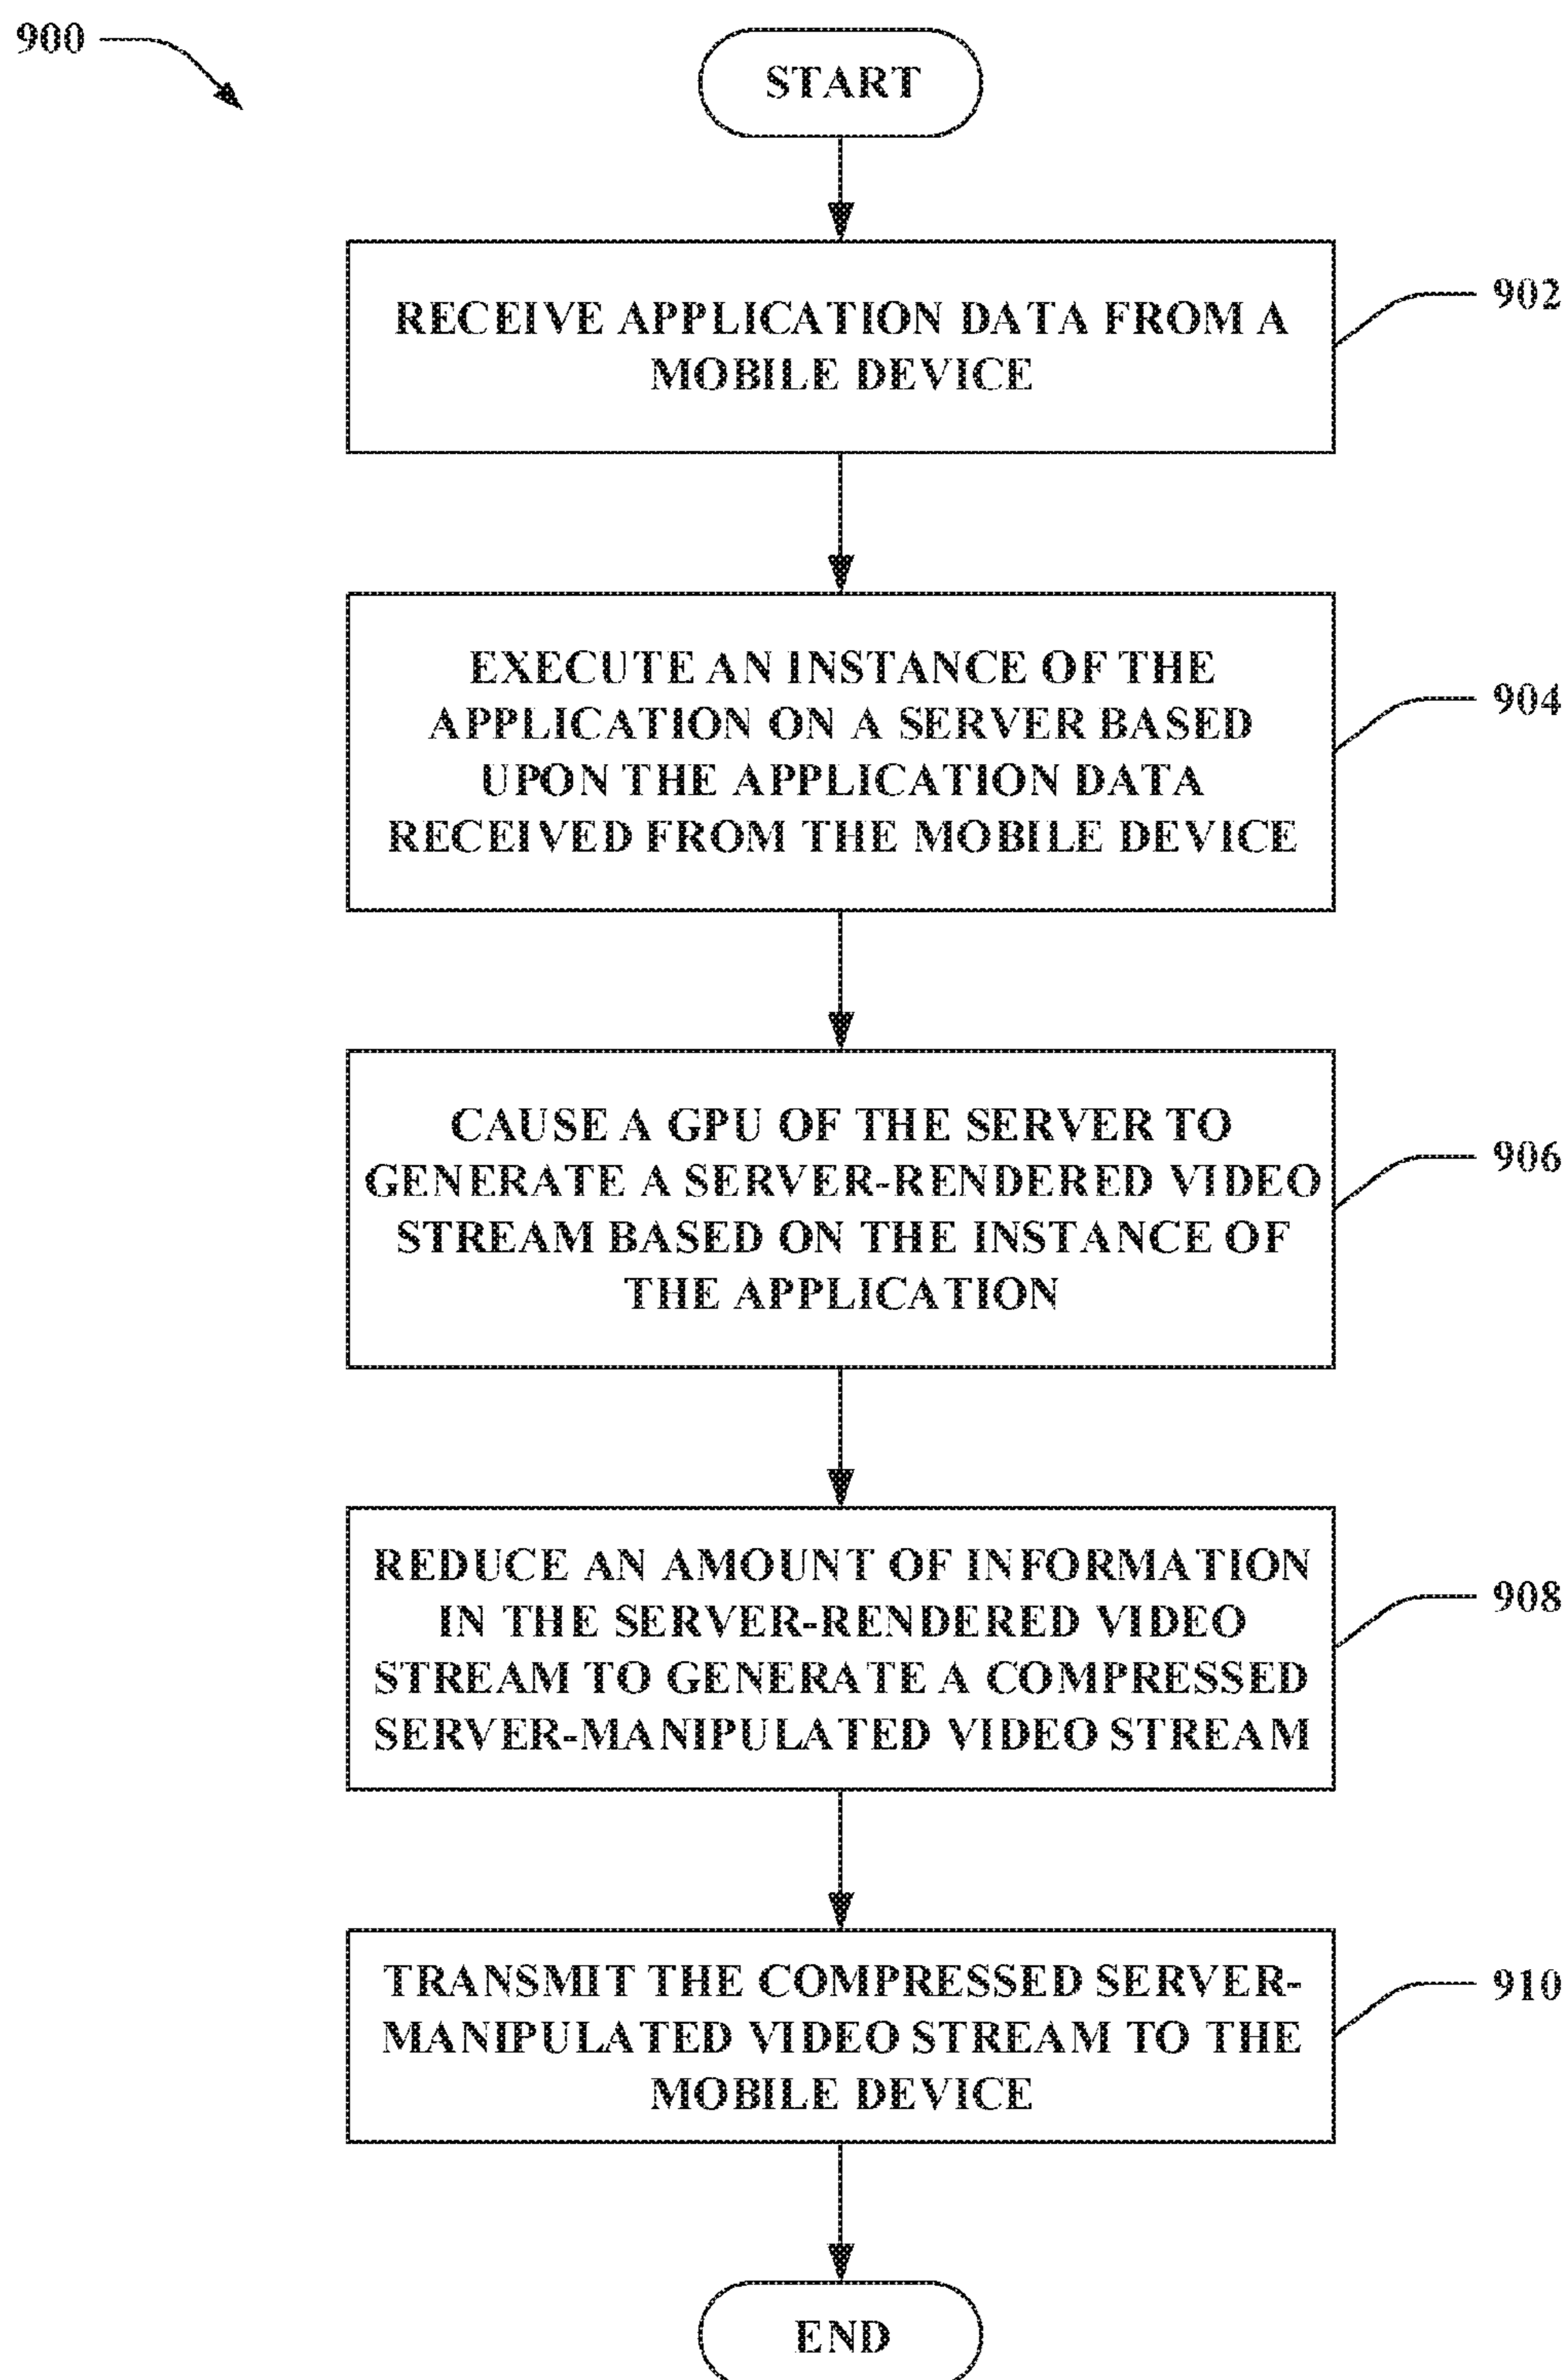 900
START
RECEIVE APPLICATION DATA FROM A
MOBILE DEVICE
902
EXECUTE AN INSTANCE OF THE
APPLICATION ON A SERVER BASED
UPON THE APPLICATION DATA
RECEIVED FROM THE MOBILE DEVICE
904
CAUSE A GPU OF THE SERVER TO
GENERATE A SERVER-RENDERED VIDEO
STREAM BASED ON THE INSTANCE OF
THE APPLICATION
906
REDUCE AN AMOUNT OF INFORMATION
IN THE SERVER-RENDERED VIDEO
STREAM TO GENERATE A COMPRESSED
SERVER-MANIPULATED VIDEO STREAM
908
TRANSMIT THE COMPRESSED SERVER-
MANIPULATED VIDEO STREAM TO THE
MOBILE DEVICE
910
END